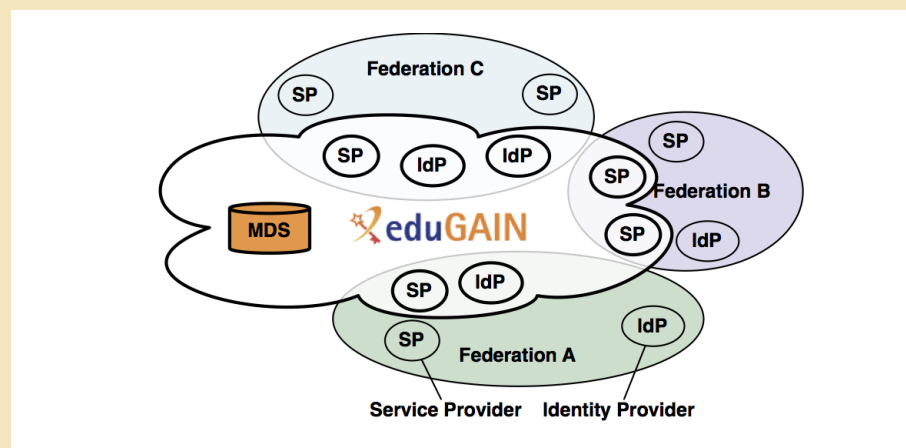 Federation C
SP
SP
SP
IdP
IdP
SP
SP
Federation B
MDS
eduGAIN
SP
IdP
SP
IdP
SP
IdP
Federation A
Service Provider
Identity Provider